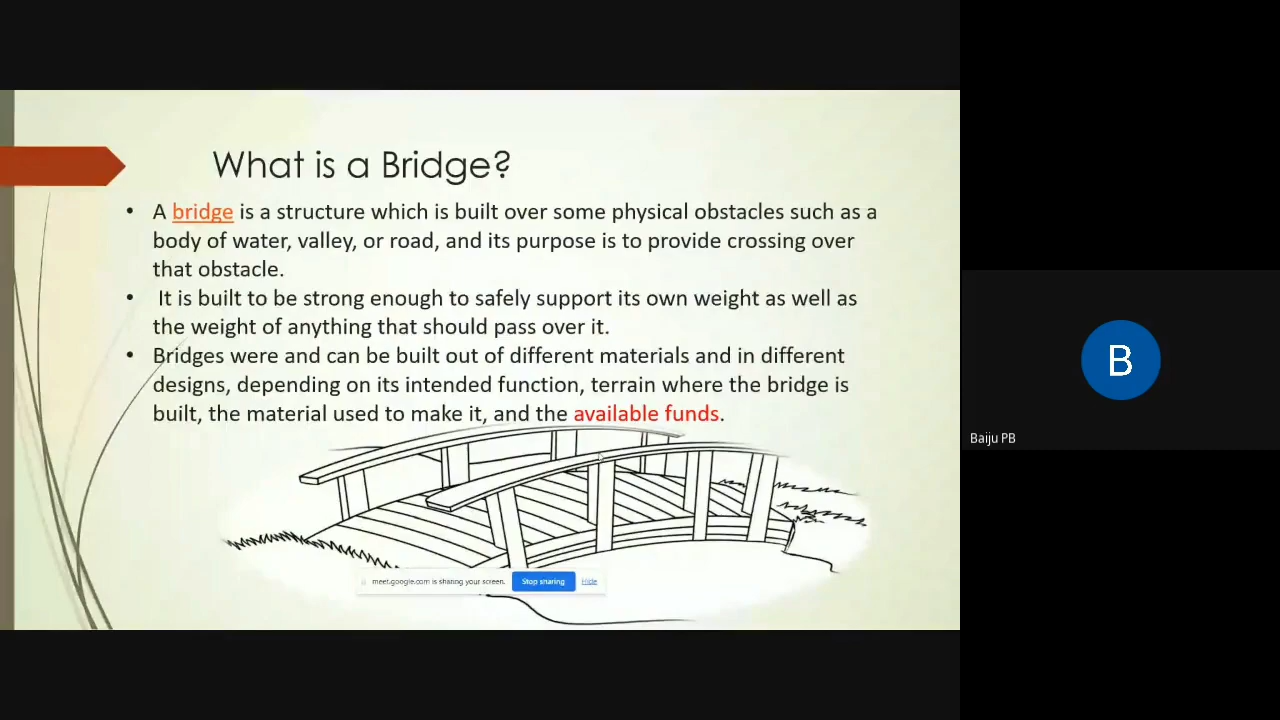 What is a Bridge?
• A bridge is a structure which is built over some physical obstacles such as a
body of water, valley, or road, and its purpose is to provide crossing over
that obstacle.
• It is built to be strong enough to safely support its own weight as well as
the weight of anything that should pass over it.
• Bridges were and can be built out of different materials and in different
designs, depending on its intended function, terrain where the bridge is
built, the material used to make it, and the available funds.
meet.google.com is sharing your screen. Stop sharing Hide
B
Baiju PB